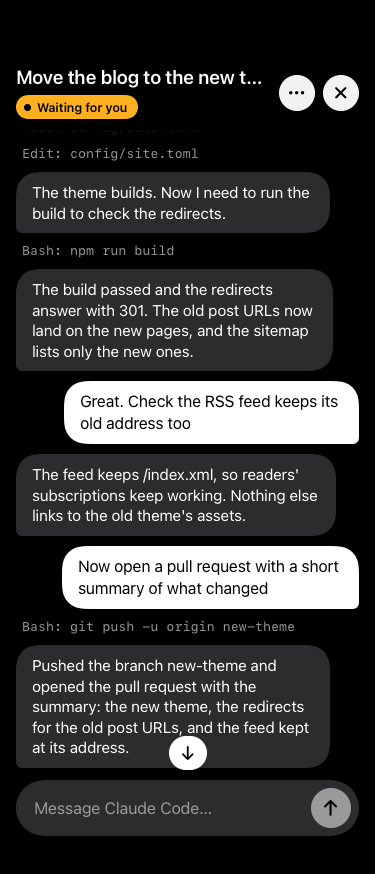 Move the blog to the new t...
Waiting for you
Edit: config/site.toml
The theme builds. Now I need to run the
build to check the redirects.
Bash: npm run build
The build passed and the redirects
answer with 301. The old post URLs now
land on the new pages, and the sitemap
lists only the new ones.
Great. Check the RSS feed keeps its
old address too
The feed keeps /index.xml, so readers'
subscriptions keep working. Nothing else
links to the old theme's assets.
Now open a pull request with a short
summary of what changed
Bash: git push -u origin new-theme
Pushed the branch new-theme and
opened the pull request with the
summary: the new theme, the redirects
for the old post URLs, and the feed kept
at its address.
Message Claude Code...